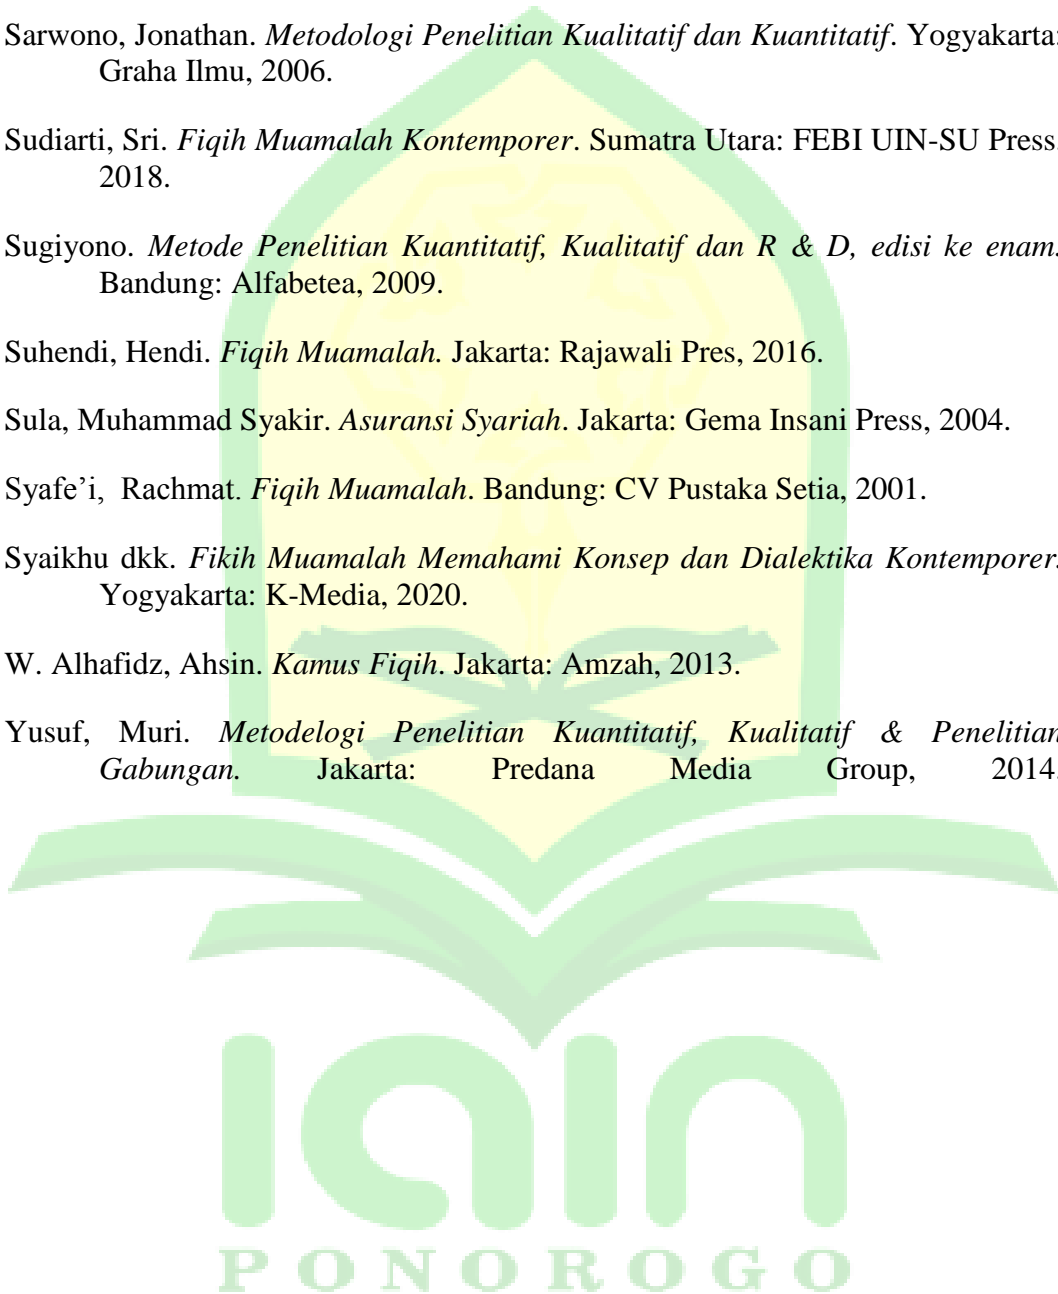 Sarwono, Jonathan. Metodologi Penelitian Kualitatif dan Kuantitatif. Yogyakarta:
Graha Ilmu, 2006.
Sudiarti, Sri. Fiqih Muamalah Kontemporer. Sumatra Utara: FEBI UIN-SU Press,
2018.
Sugiyono. Metode Penelitian Kuantitatif, Kualitatif dan R & D, edisi ke enam.
Bandung: Alfabetea, 2009.
Suhendi, Hendi. Fiqih Muamalah. Jakarta: Rajawali Pres, 2016.
Sula, Muhammad Syakir. Asuransi Syariah. Jakarta: Gema Insani Press, 2004.
Syafe’i, Rachmat. Fiqih Muamalah. Bandung: CV Pustaka Setia, 2001.
Syaikhu dkk. Fikih Muamalah Memahami Konsep dan Dialektika Kontemporer.
Yogyakarta: K-Media, 2020.
W. Alhafidz, Ahsin. Kamus Fiqih. Jakarta: Amzah, 2013.
Yusuf, Muri. Metodelogi Penelitian Kuantitatif, Kualitatif & Penelitian
Gabungan. Jakarta: Predana Media Group, 2014.
iain
PONOROGO